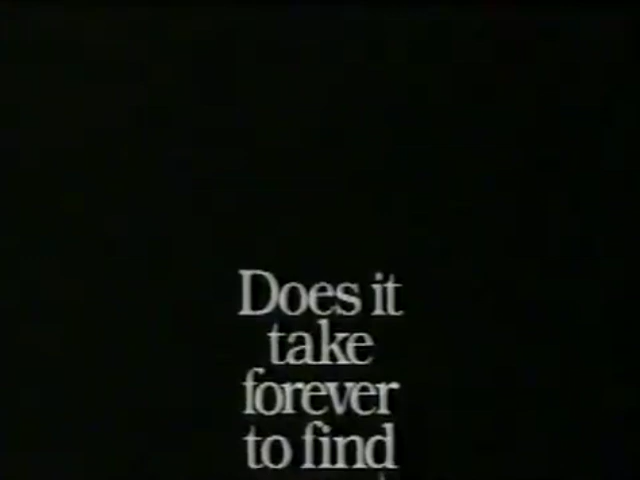 Does it
take
forever
to find